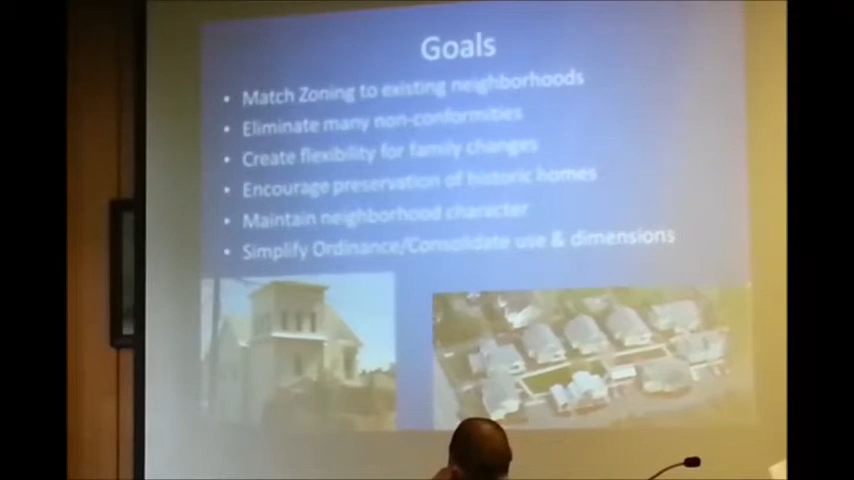 Goals
• Match Zoning to existing neighborhoods
• Eliminate many non-conformities
• Create flexibility for family changes
• Encourage preservation of historic homes
• Maintain neighborhood character
• Simplify Ordinance/Consolidate use & dimensions